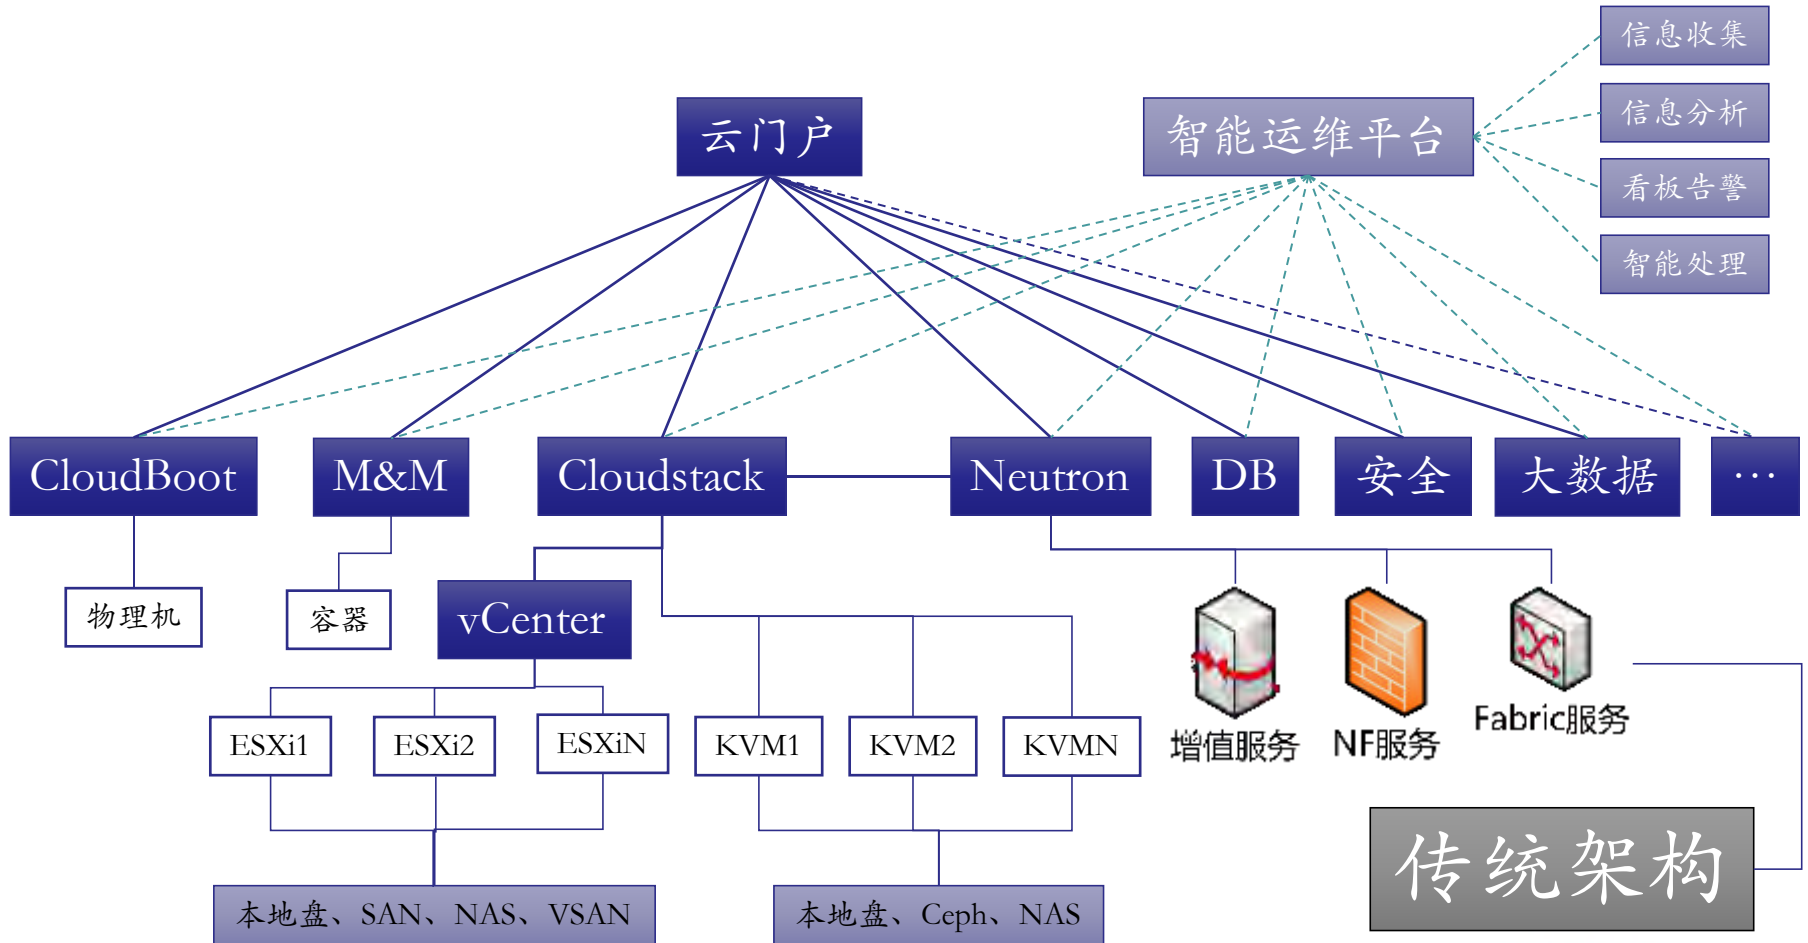 信息收集
云门户
智能运维平台
信息分析
看板告警
智能处理
CloudBoot
M&M
Cloudstack
Neutron
DB
安全
大数据
…
物理机
容器
vCenter
ESXi1
ESXi2
ESXiN
KVM1
KVM2
KVMN
增值服务
NF服务
Fabric服务
传统架构
本地盘、SAN、NAS、VSAN
本地盘、Ceph、NAS